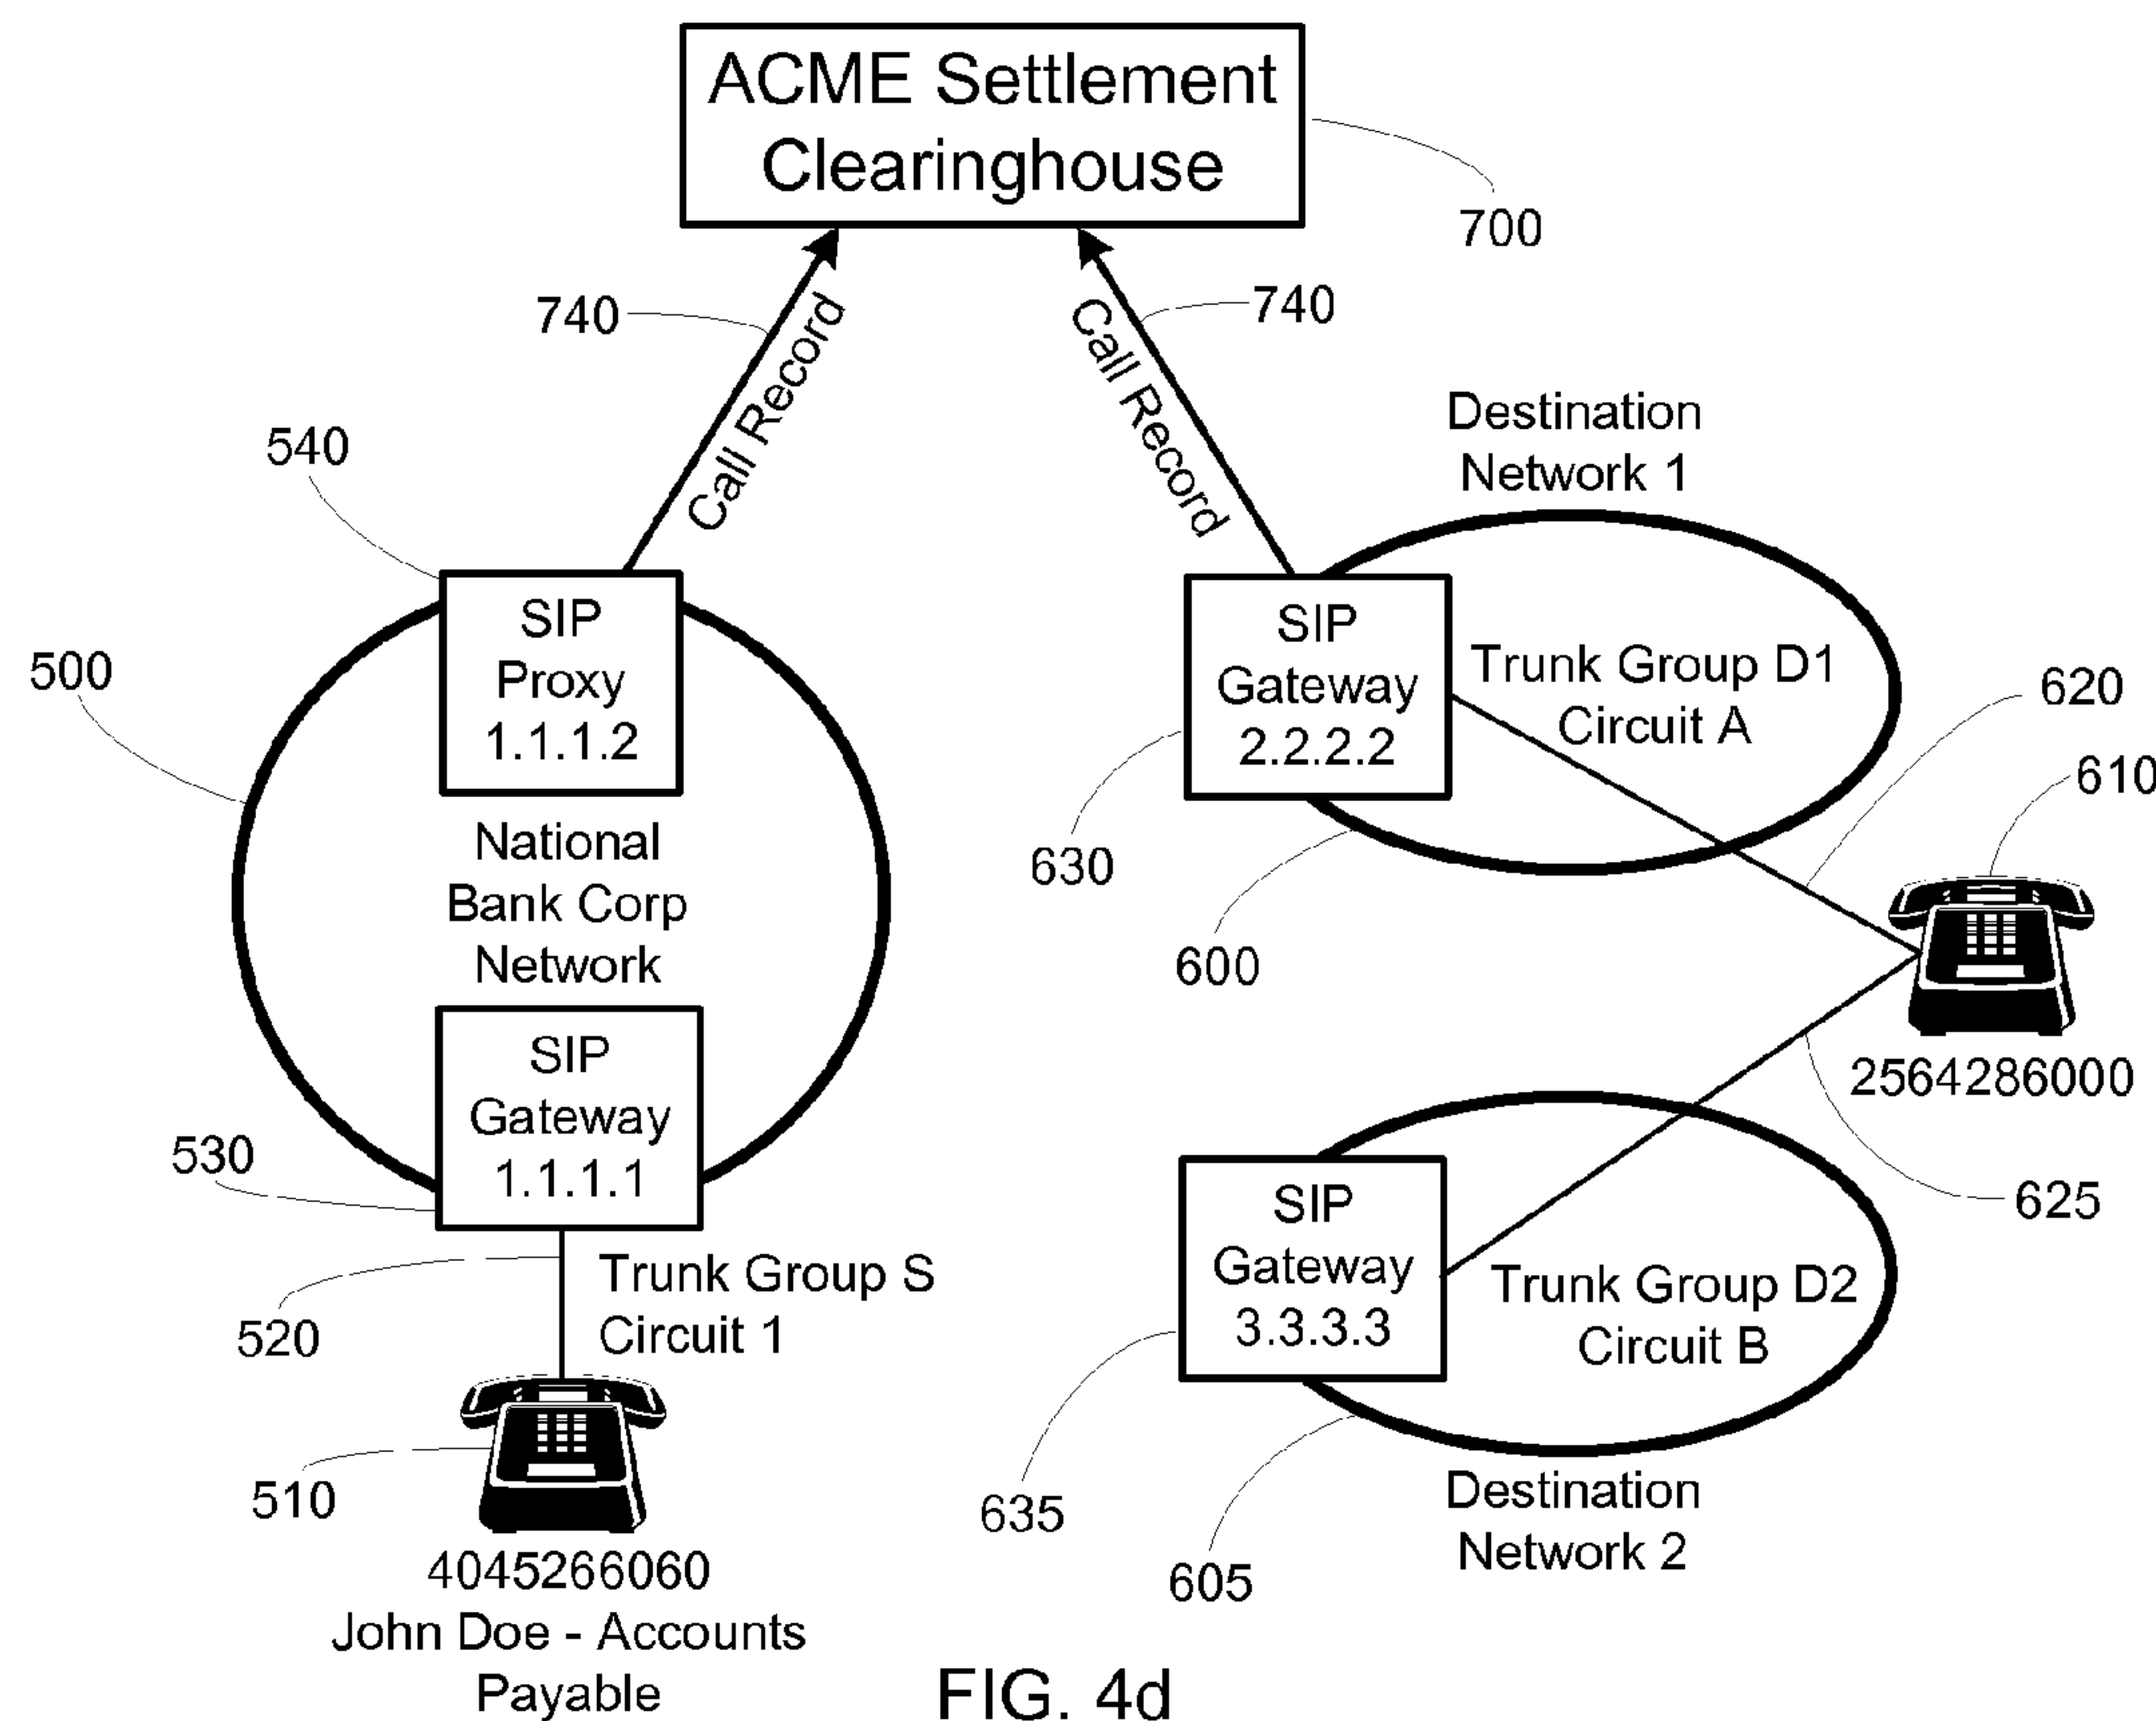 ACME Settlement
Clearinghouse
700
740
Call Record
740
Call Record
Destination
Network 1
540
SIP
Proxy
1.1.1.2
500
National
Bank Corp
Network
SIP
Gateway
2.2.2.2
Trunk Group D1
Circuit A
620
610
630
600
2564286000
SIP
Gateway
1.1.1.1
530
Trunk Group S
Circuit 1
520
510
4045266060
John Doe - Accounts
Payable
SIP
Gateway
3.3.3.3
Trunk Group D2
Circuit B
625
635
605
Destination
Network 2
FIG. 4d